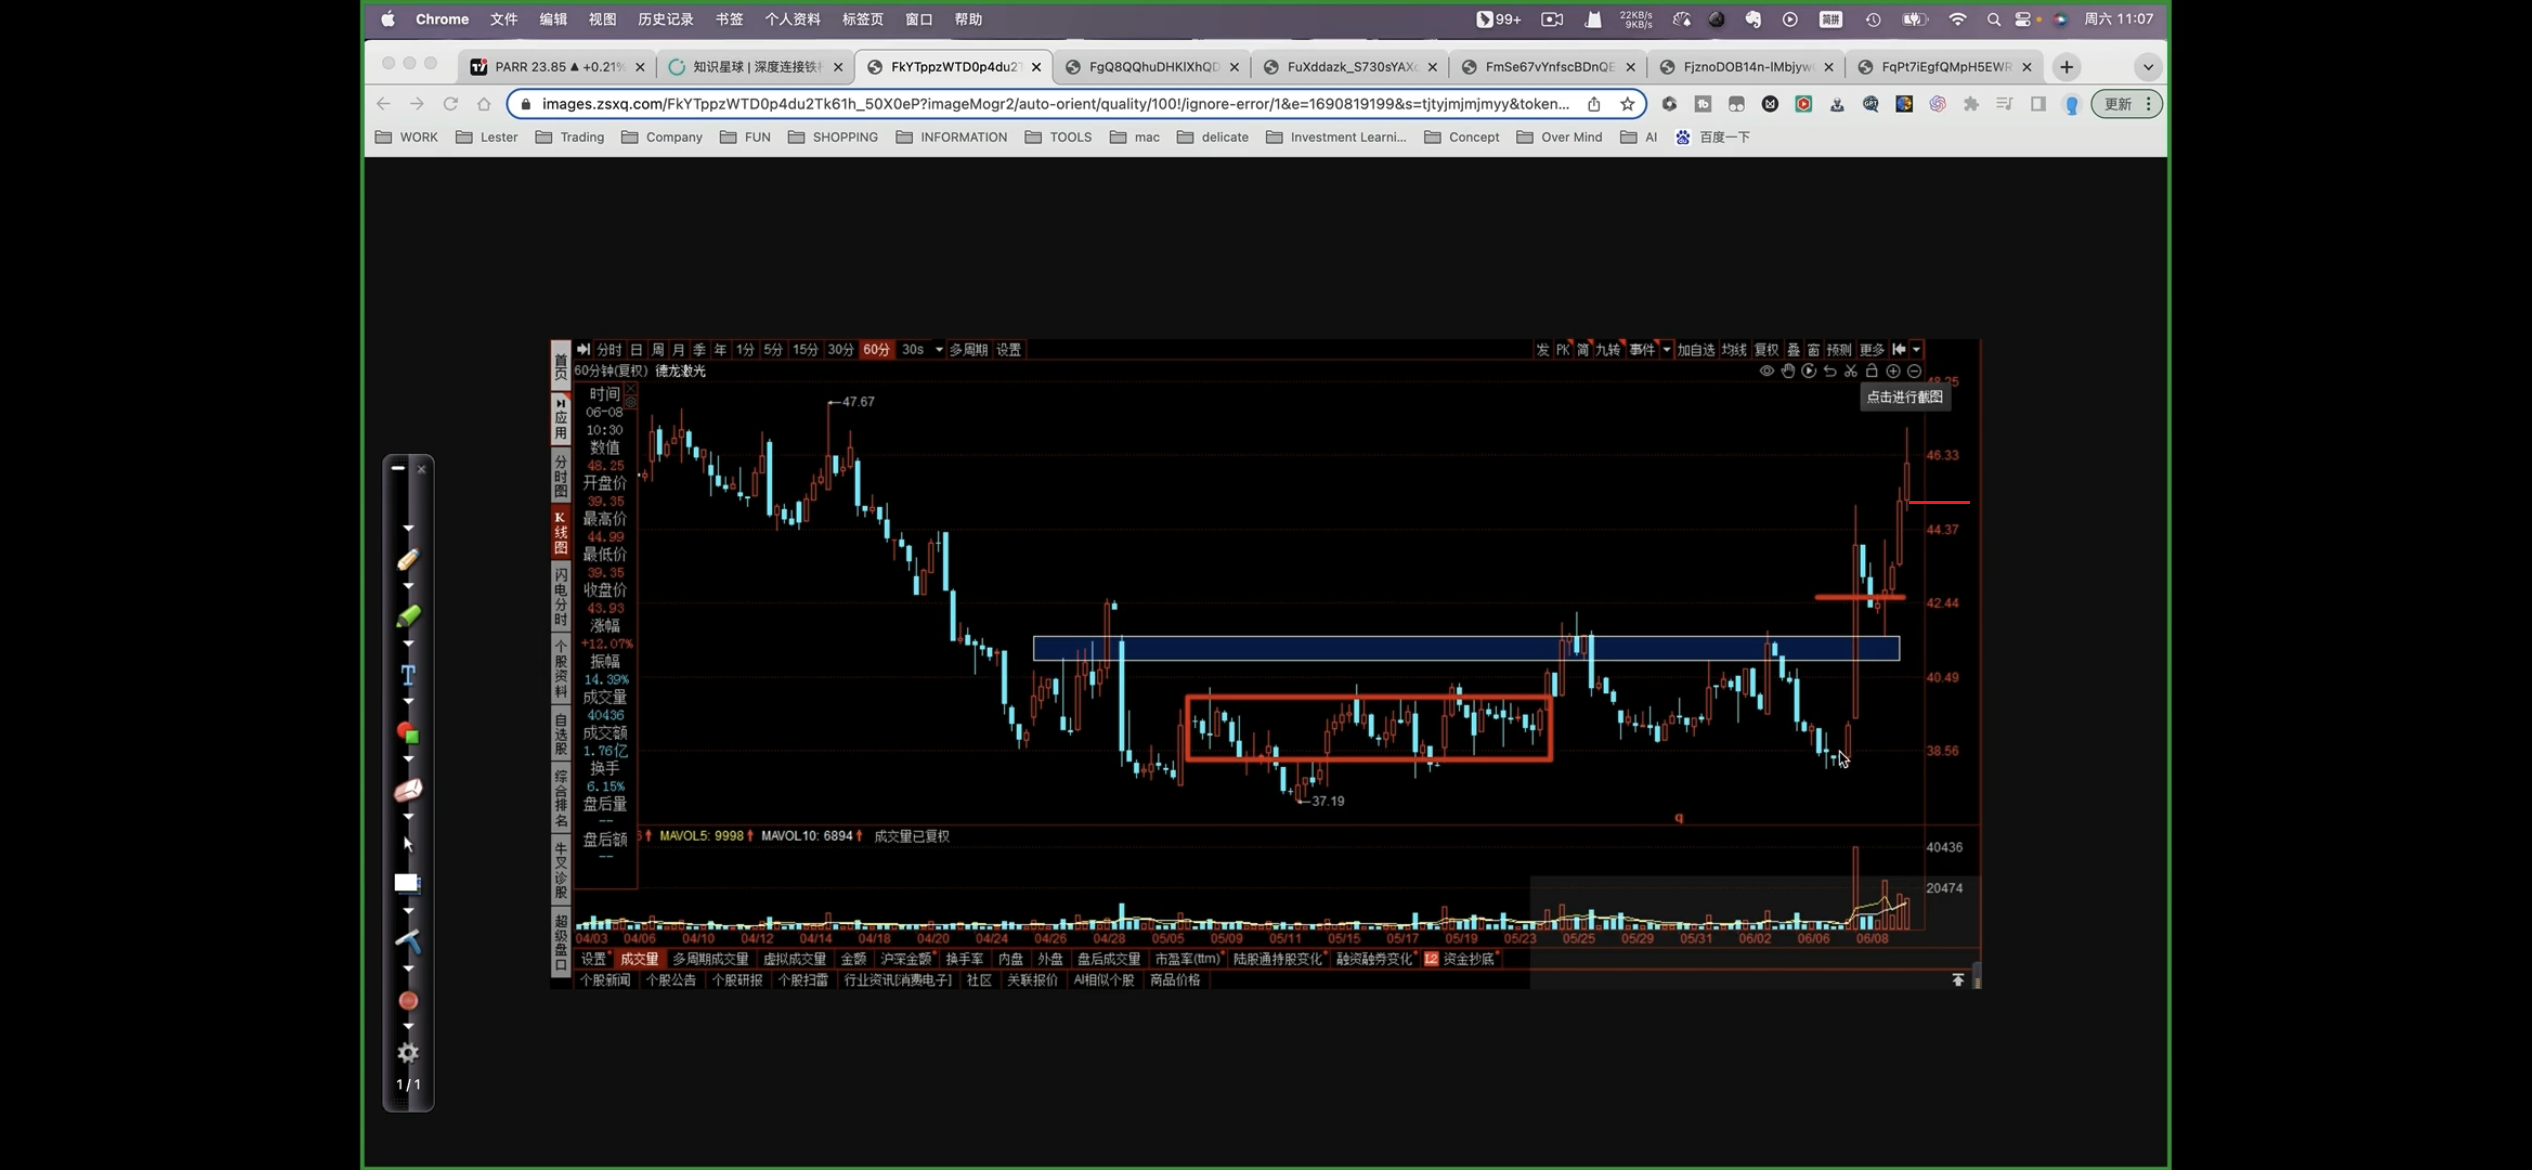 Chrome 文件 编辑 视图 历史记录 书签 个人资料 标签页 窗口 帮助 99+ 22KB/s 9KB/s 简拼 周六 11:07
PARR 23.85 ▲ +0.21% 知识星球 | 深度连接铁 FkYTppzWTD0p4du2 FgQ8QQhuDHKIXhQD FuXddazk_S730sYAX FmSe67vYnfscBDnQE FjznoDOB14n-IMbjyw FqPt7iEgfQMpH5EWR
images.zsxq.com/FkYTppzWTD0p4du2Tk61h_50X0eP?imageMogr2/auto-orient/quality/100!/ignore-error/1&e=1690819199&s=tjtyjmjmjmyy&token... 更新
WORK Lester Trading Company FUN SHOPPING INFORMATION TOOLS mac delicate Investment Learni... Concept Over Mind AI 百度一下
首页 分时 日 周 月 季 年 1分 5分 15分 30分 60分 30s 多周期 设置 发 PK 简 九转 事件 加自选 均线 复权 叠 窗 预测 更多
60分钟(复权) 德龙激光
点击进行截图
48.25
47.67
46.33
44.37
42.44
40.49
38.56
37.19
q
应用
分时图
K线图
闪电分时
个股资料
自选股
综合排名
牛叉诊股
超级盘口
时间
06-08
10:30
数值
48.25
开盘价
39.35
最高价
44.99
最低价
39.35
收盘价
43.93
涨幅
+12.07%
振幅
14.39%
成交量
40436
成交额
1.76亿
换手
6.15%
盘后量
--
盘后额
--
MAVOL5: 9998↑ MAVOL10: 6894↑ 成交量已复权
40436
20474
04/03 04/06 04/10 04/12 04/14 04/18 04/20 04/24 04/26 04/28 05/05 05/09 05/11 05/15 05/17 05/19 05/23 05/25 05/29 05/31 06/02 06/06 06/08
设置 成交量 多周期成交量 虚拟成交量 金额 沪深金额 换手率 内盘 外盘 盘后成交量 市盈率(ttm) 陆股通持股变化 融资融券变化 L2 资金抄底
个股新闻 个股公告 个股研报 个股扫雷 行业资讯[消费电子] 社区 关联报价 AI相似个股 商品价格
T
1/1